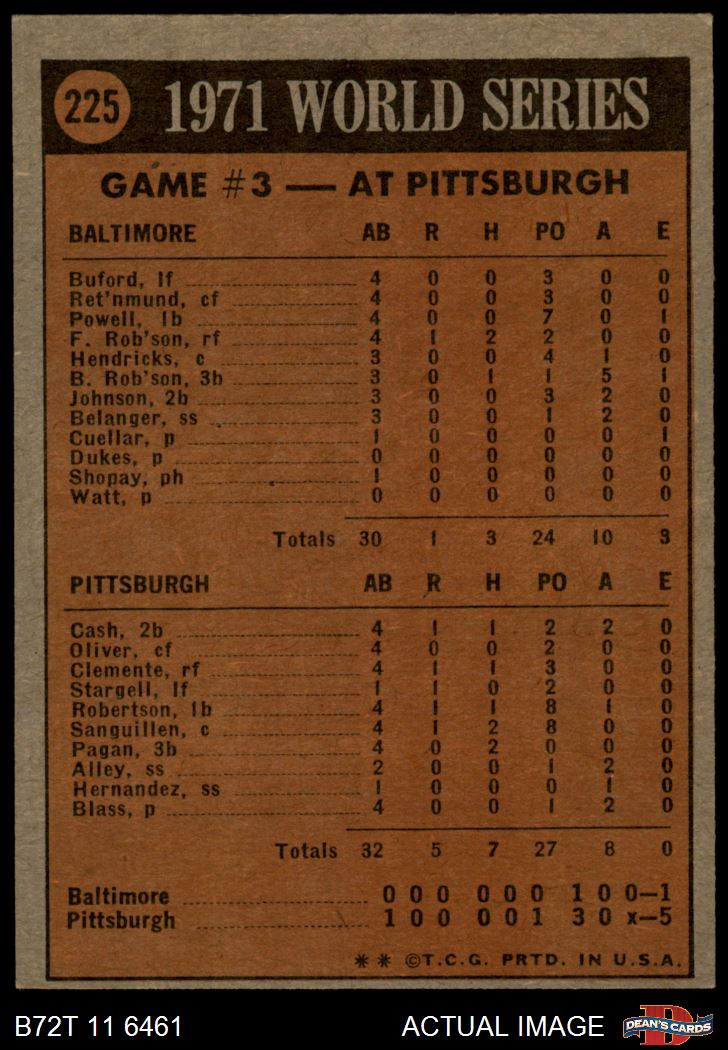 225 1971 WORLD SERIES
GAME #3 — AT PITTSBURGH
BALTIMORE AB R H PO A E
Buford, lf 4 0 0 3 0 0
Ret'nmund, cf 4 0 0 3 0 0
Powell, 1b 4 0 0 7 0 1
F. Rob'son, rf 4 1 2 2 0 0
Hendricks, c 3 0 0 4 1 0
B. Rob'son, 3b 3 0 1 1 5 1
Johnson, 2b 3 0 0 3 2 0
Belanger, ss 3 0 0 1 2 0
Cuellar, p 1 0 0 0 0 1
Dukes, p 0 0 0 0 0 0
Shopay, ph 1 0 0 0 0 0
Watt, p 0 0 0 0 0 0
Totals 30 1 3 24 10 3
PITTSBURGH AB R H PO A E
Cash, 2b 4 1 1 2 2 0
Oliver, cf 4 0 0 2 0 0
Clemente, rf 4 1 1 3 0 0
Stargell, lf 1 1 0 2 0 0
Robertson, 1b 4 1 1 8 1 0
Sanguillen, c 4 1 2 8 0 0
Pagan, 3b 4 0 2 0 0 0
Alley, ss 2 0 0 1 2 0
Hernandez, ss 1 0 0 0 1 0
Blass, p 4 0 0 1 2 0
Totals 32 5 7 27 8 0
Baltimore 0 0 0 0 0 0 1 0 0—1
Pittsburgh 1 0 0 0 0 1 3 0 x—5
** ©T.C.G. PRTD. IN U.S.A.
B72T 11 6461 ACTUAL IMAGE DEAN'S CARDS